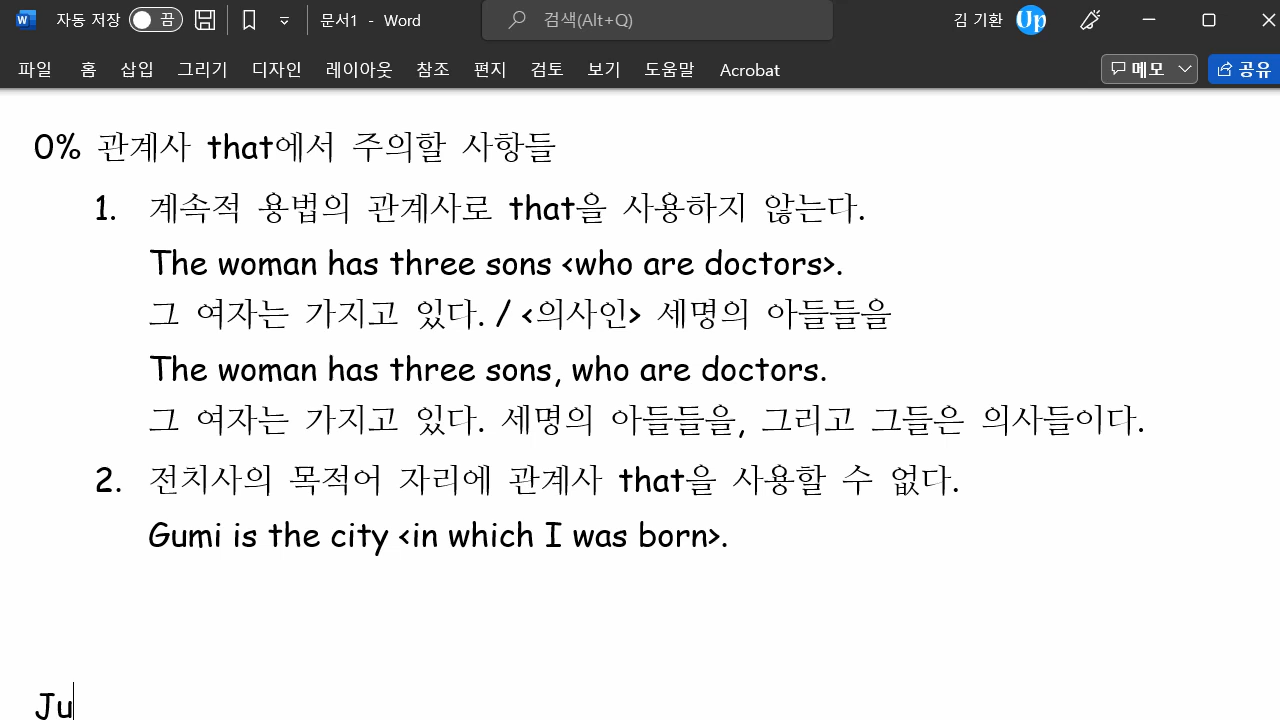 자동 저장 끔 문서1 - Word 검색(Alt+Q) 김 기환 Up
파일 홈 삽입 그리기 디자인 레이아웃 참조 편지 검토 보기 도움말 Acrobat 메모 공유
0% 관계사 that에서 주의할 사항들
1. 계속적 용법의 관계사로 that을 사용하지 않는다.
The woman has three sons <who are doctors>.
그 여자는 가지고 있다. / <의사인> 세명의 아들들을
The woman has three sons, who are doctors.
그 여자는 가지고 있다. 세명의 아들들을, 그리고 그들은 의사들이다.
2. 전치사의 목적어 자리에 관계사 that을 사용할 수 없다.
Gumi is the city <in which I was born>.
Ju